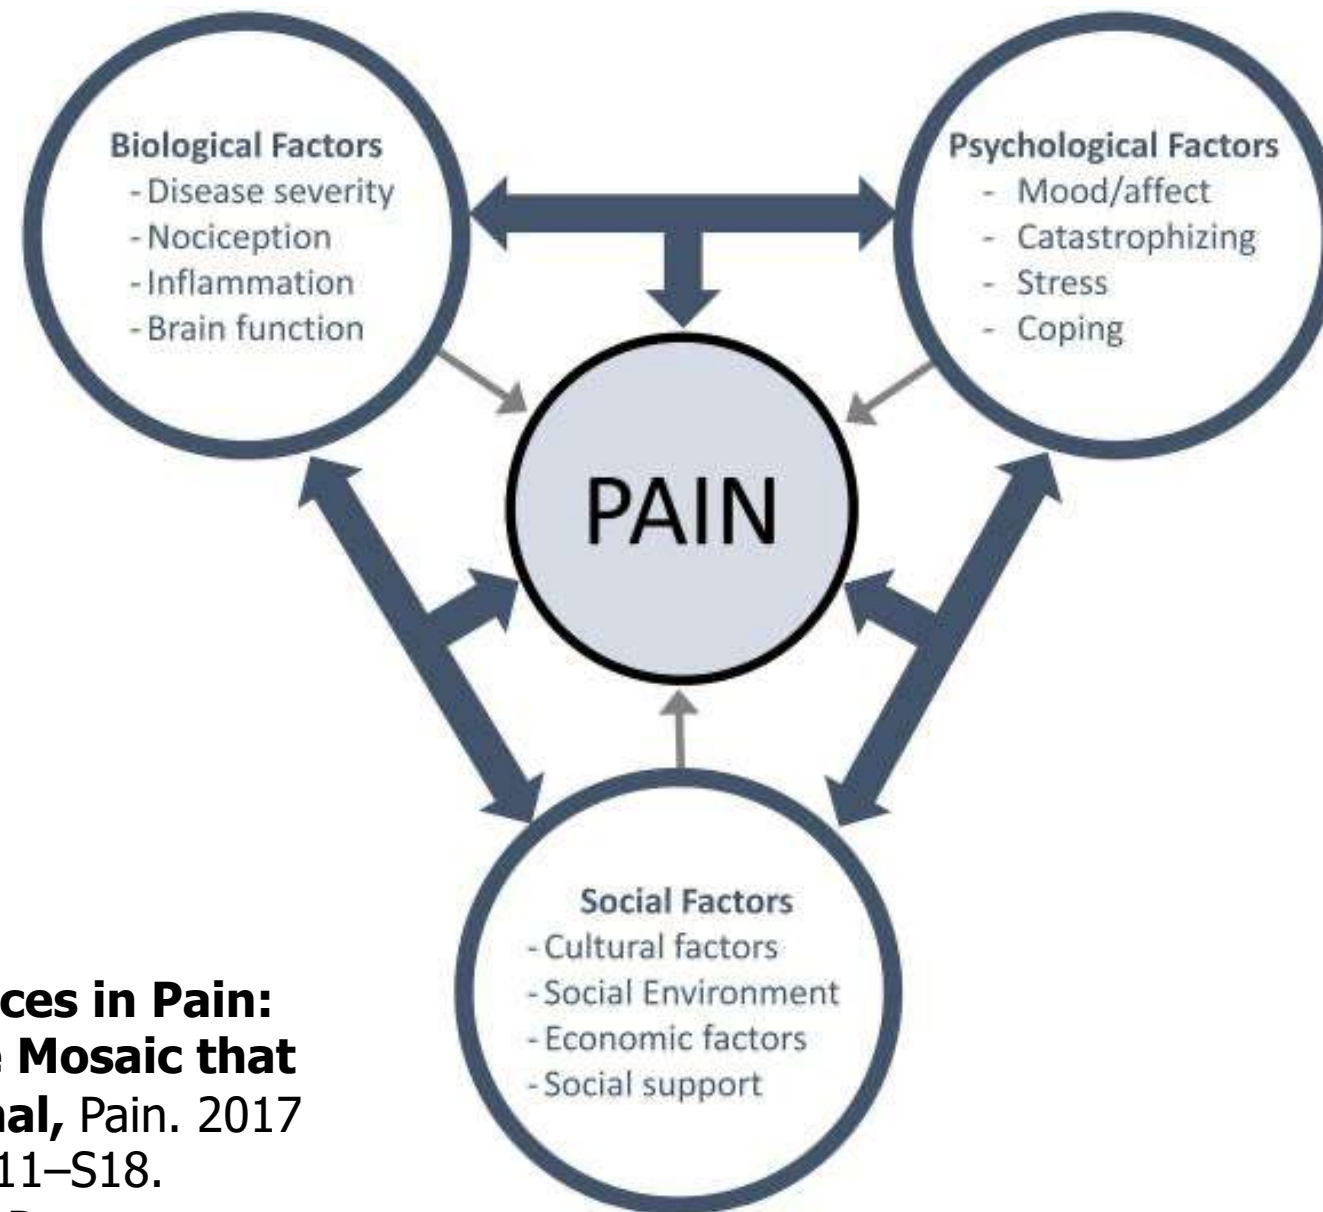 Biological Factors
- Disease severity
- Nociception
- Inflammation
- Brain function
Psychological Factors
- Mood/affect
- Catastrophizing
- Stress
- Coping
PAIN
Social Factors
- Cultural factors
- Social Environment
- Economic factors
- Social support
ces in Pain:
e Mosaic that
nal, Pain. 2017
11–S18.